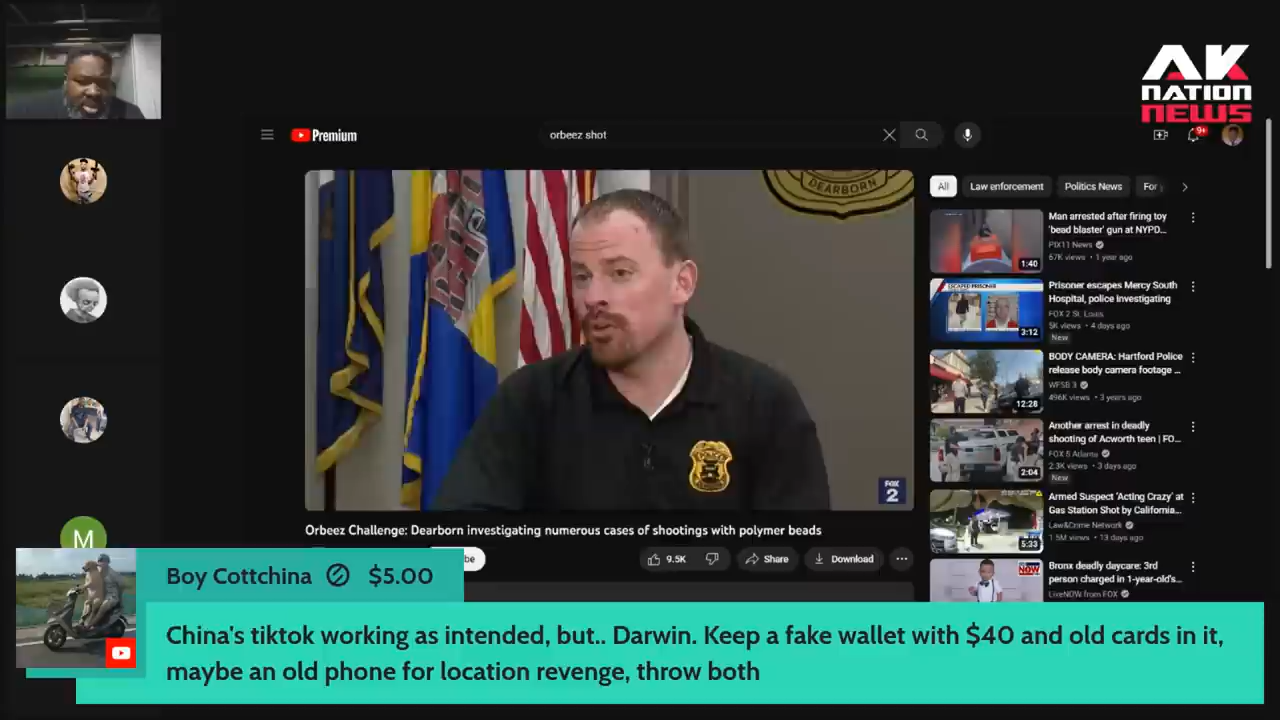 AK
NATION
NEWS
Premium
orbeez shot
9+
DEARBORN
FOX
2
All
Law enforcement
Politics News
For
Man arrested after firing toy
'bead blaster' gun at NYPD...
PIX11 News
67K views • 1 year ago
1:40
ESCAPED PRISONER
Prisoner escapes Mercy South
Hospital, police investigating
FOX 2 St. Louis
5K views • 4 days ago
New
3:12
BODY CAMERA: Hartford Police
release body camera footage ...
WFSB 3
496K views • 3 years ago
12:28
Another arrest in deadly
shooting of Acworth teen | FO...
FOX 5 Atlanta
2.3K views • 3 days ago
New
2:04
Armed Suspect 'Acting Crazy' at
Gas Station Shot by California...
Law&Crime Network
1.5M views • 13 days ago
5:33
Bronx deadly daycare: 3rd
person charged in 1-year-old's...
LiveNOW from FOX
NOW
Orbeez Challenge: Dearborn investigating numerous cases of shootings with polymer beads
be
9.5K
Share
Download
M
Boy Cottchina $5.00
China's tiktok working as intended, but.. Darwin. Keep a fake wallet with $40 and old cards in it,
maybe an old phone for location revenge, throw both